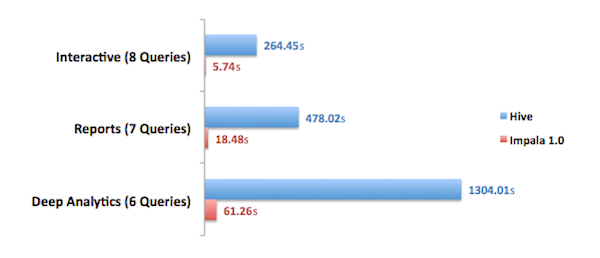 Interactive (8 Queries)
264.45s
5.74s
Reports (7 Queries)
478.02s
18.48s
Hive
Impala 1.0
Deep Analytics (6 Queries)
1304.01s
61.26s